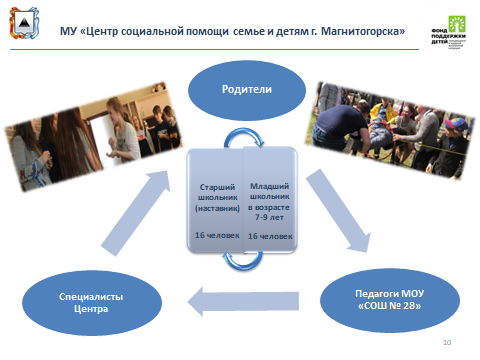 МУ «Центр социальной помощи семье и детям г. Магнитогорска»
ФОНД
ПОДДЕРЖКИ
ДЕТЕЙ
Родители
Старший
школьник
(наставник)
16 человек
Младший
школьник
в возрасте
7-9 лет
16 человек
Специалисты
Центра
Педагоги МОУ
«СОШ № 28»
10